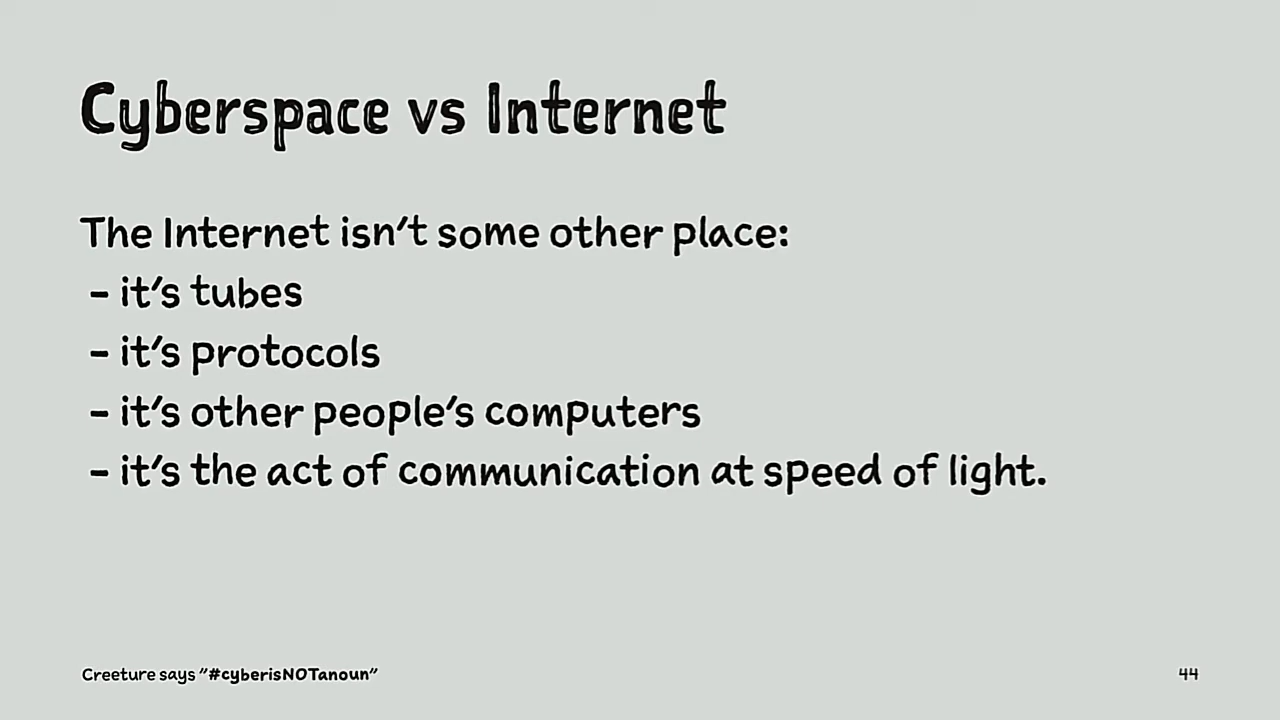 Cyberspace vs Internet
The Internet isn't some other place:
– it's tubes
– it's protocols
– it's other people's computers
– it's the act of communication at speed of light.
Creeture says "#cyberisNOTanoun"
44